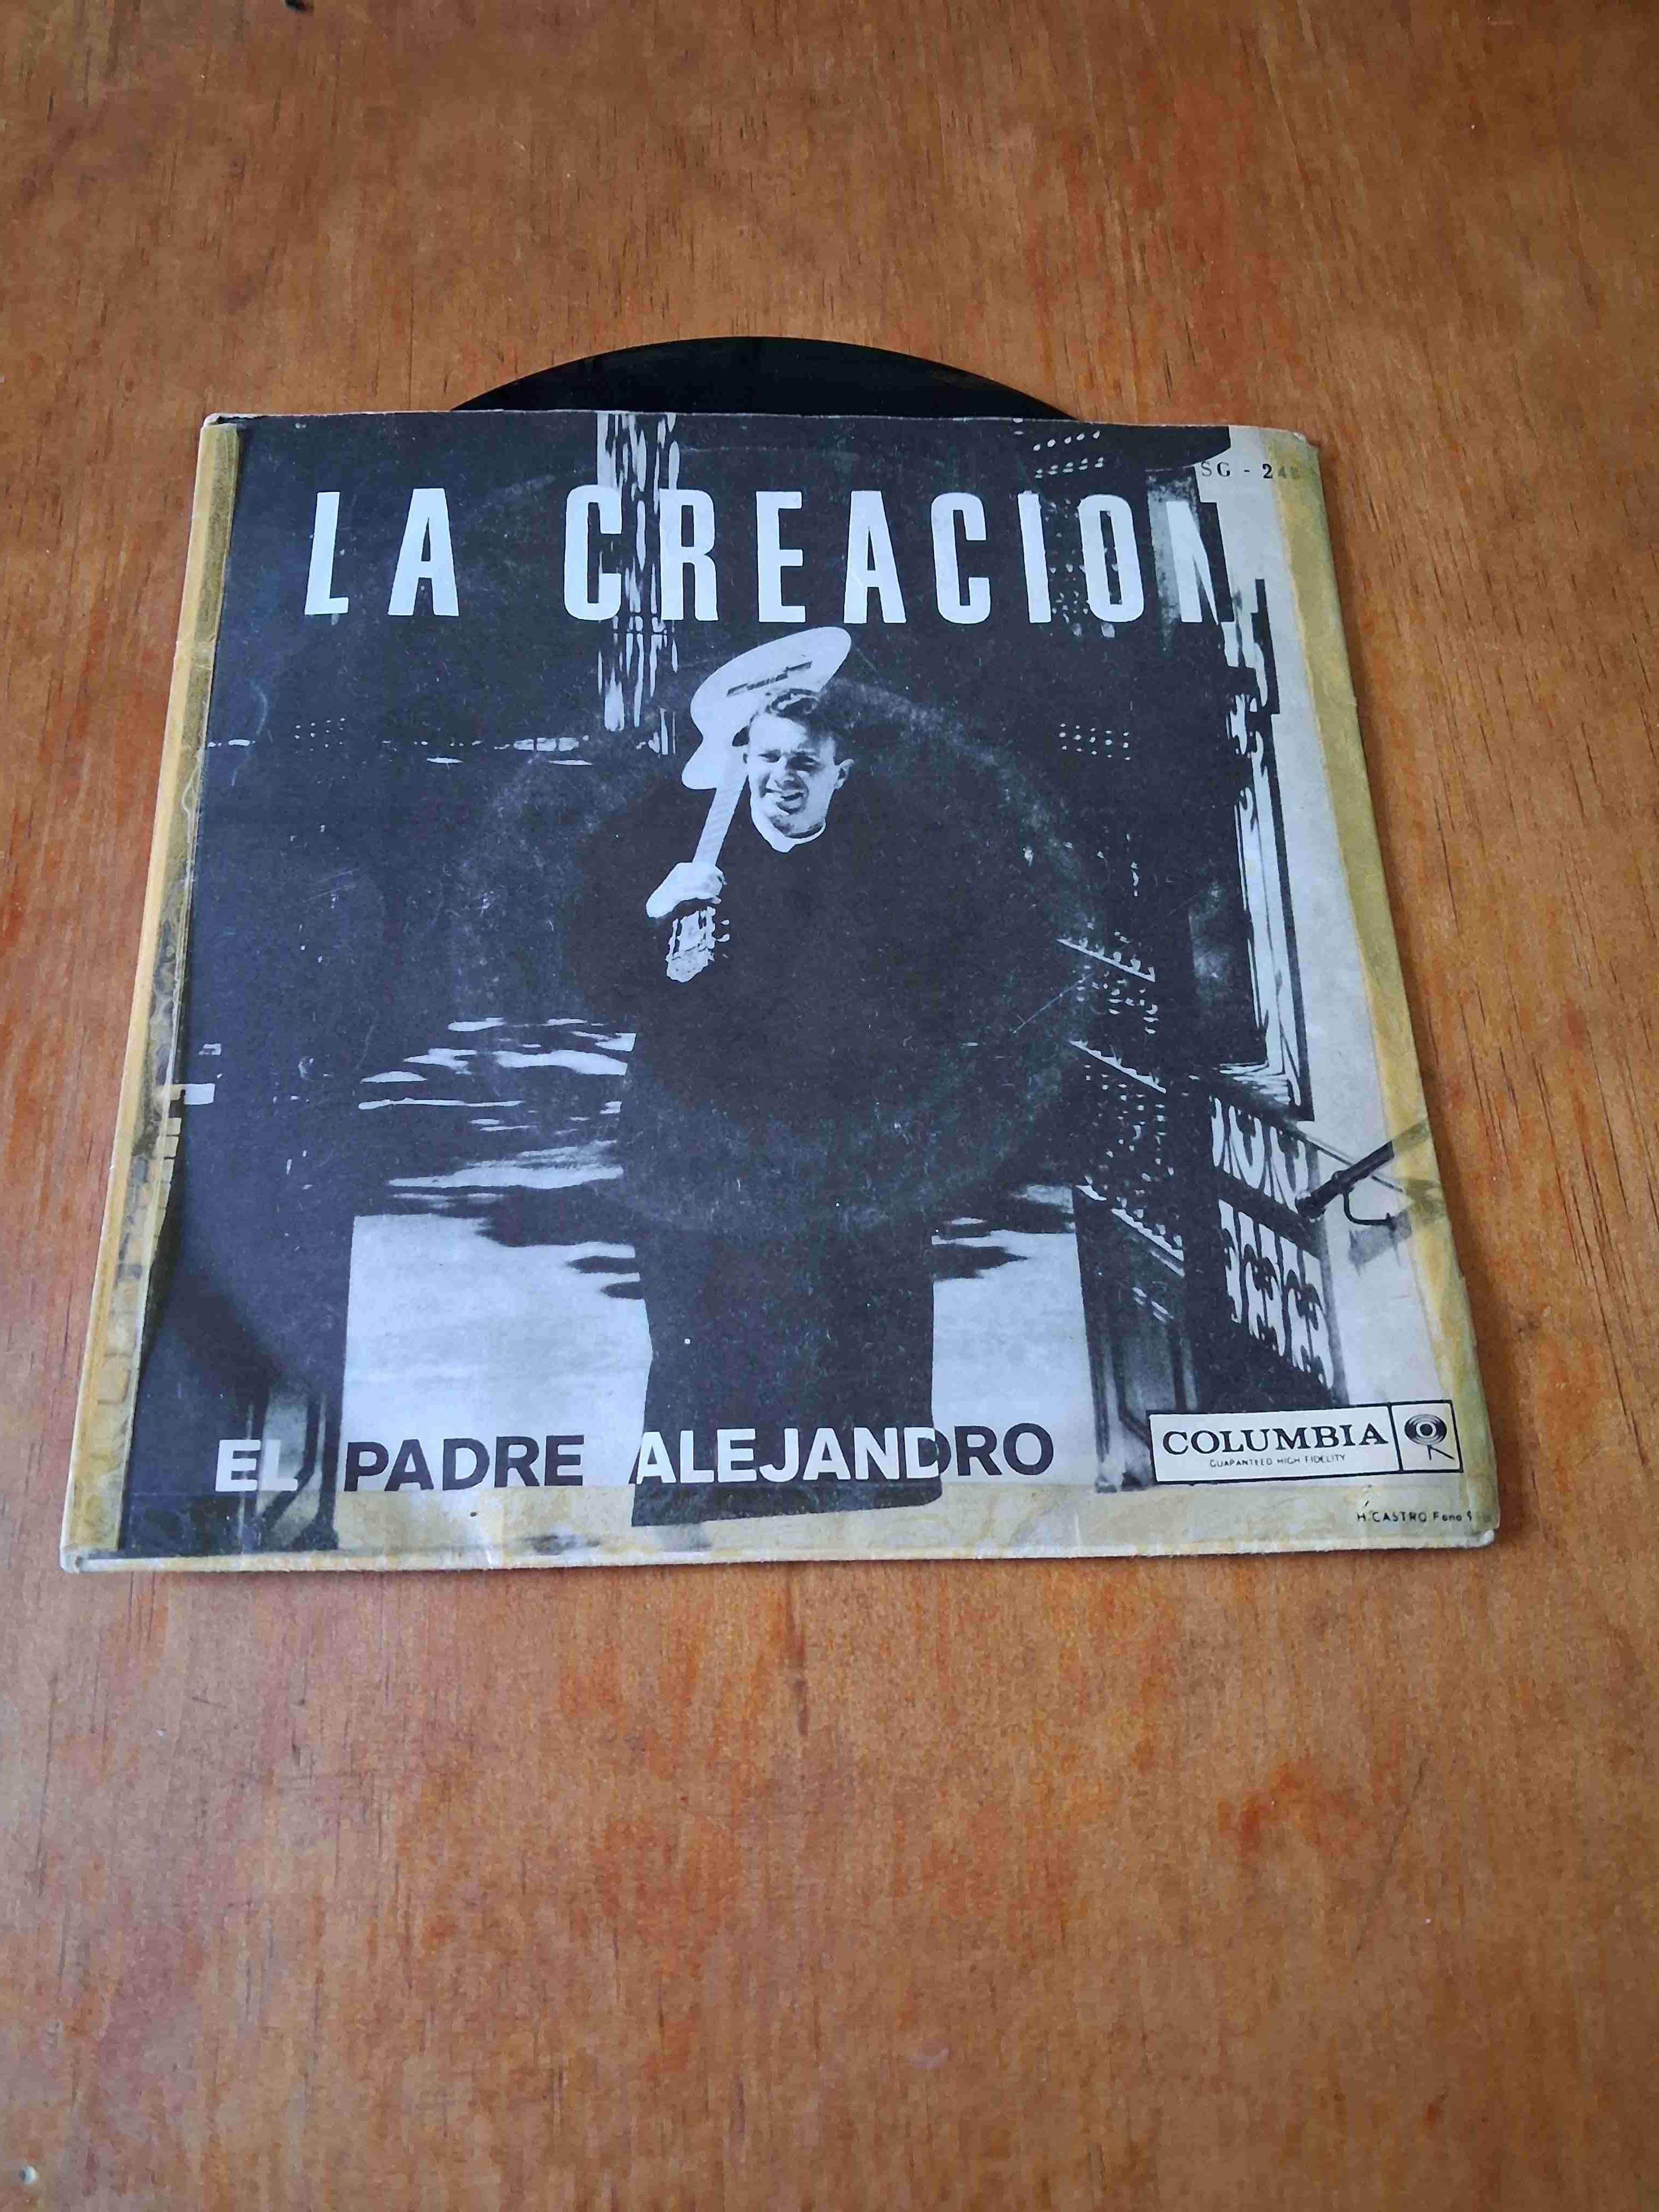 SG - 24
LA CREACION
EL PADRE ALEJANDRO
COLUMBIA
GUARANTEED HIGH FIDELITY
H. CASTRO Fono